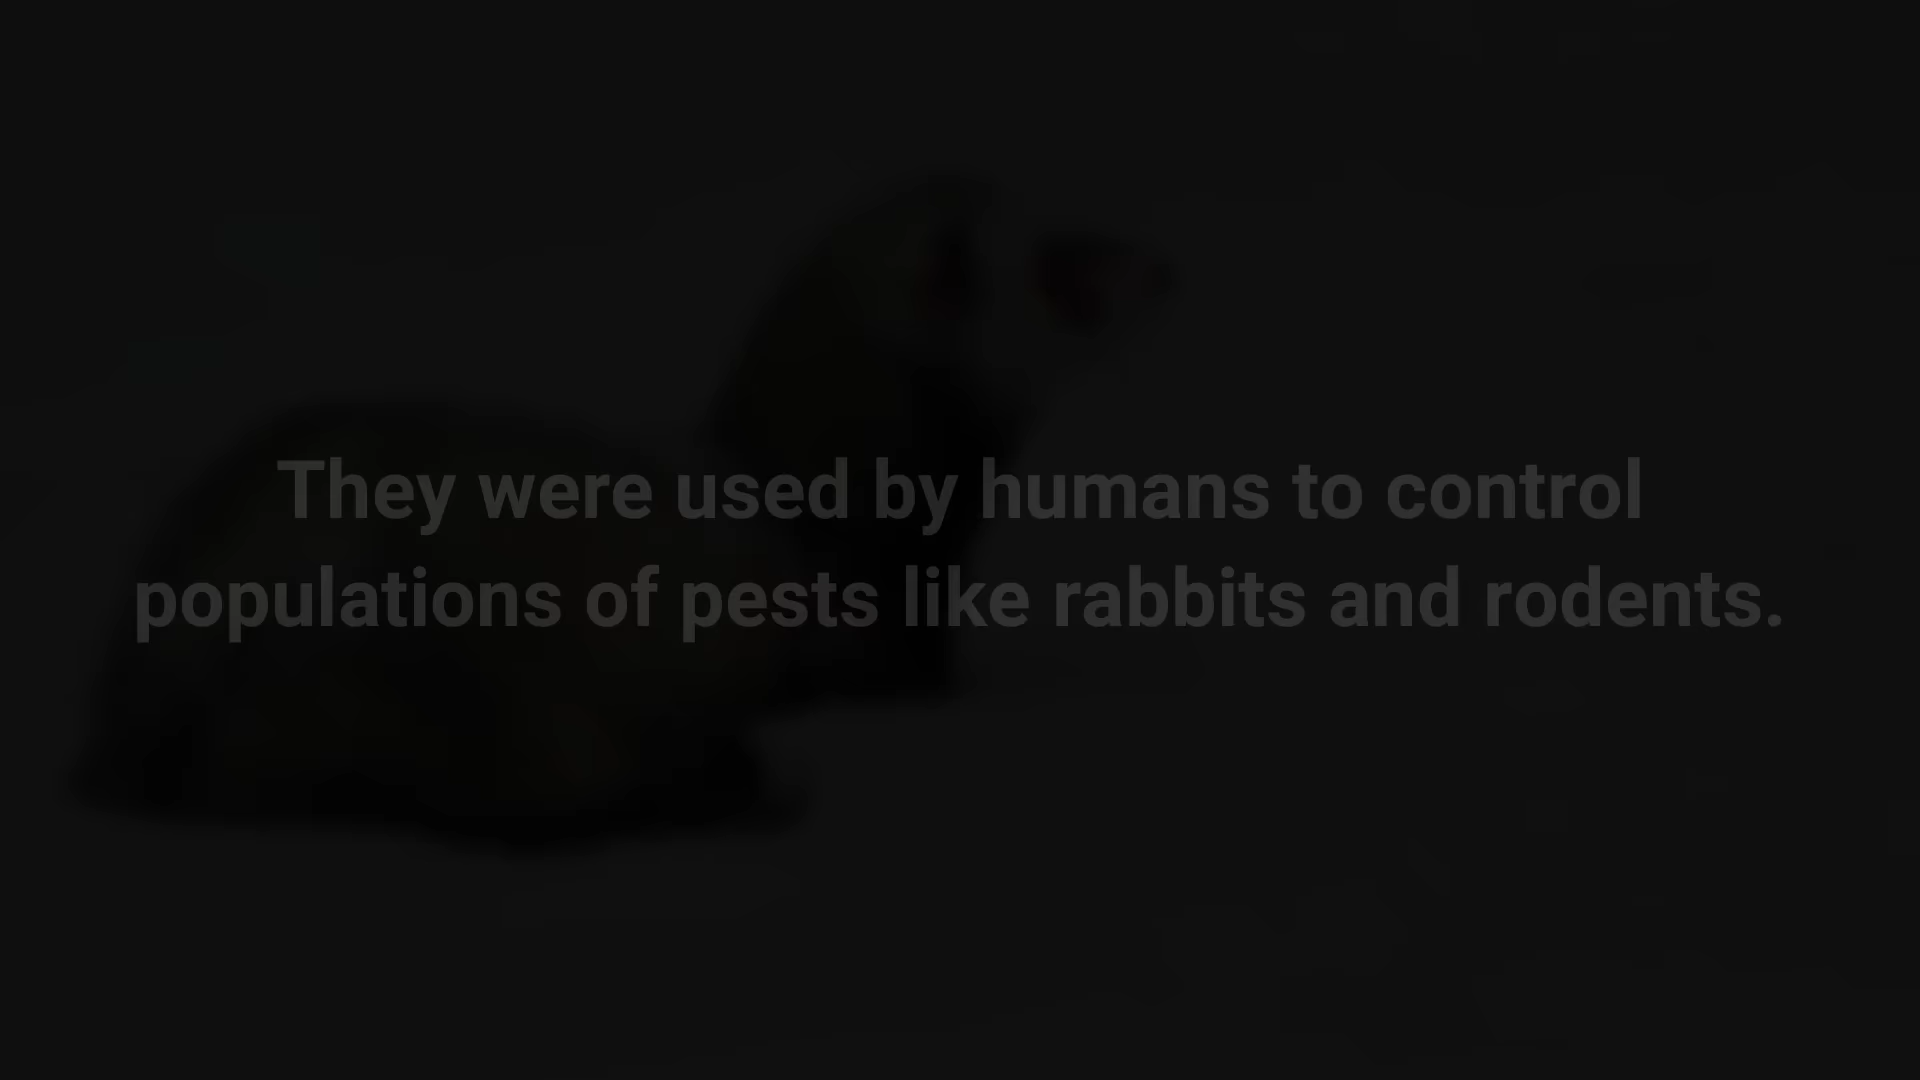 They were used by humans to control
populations of pests like rabbits and rodents.